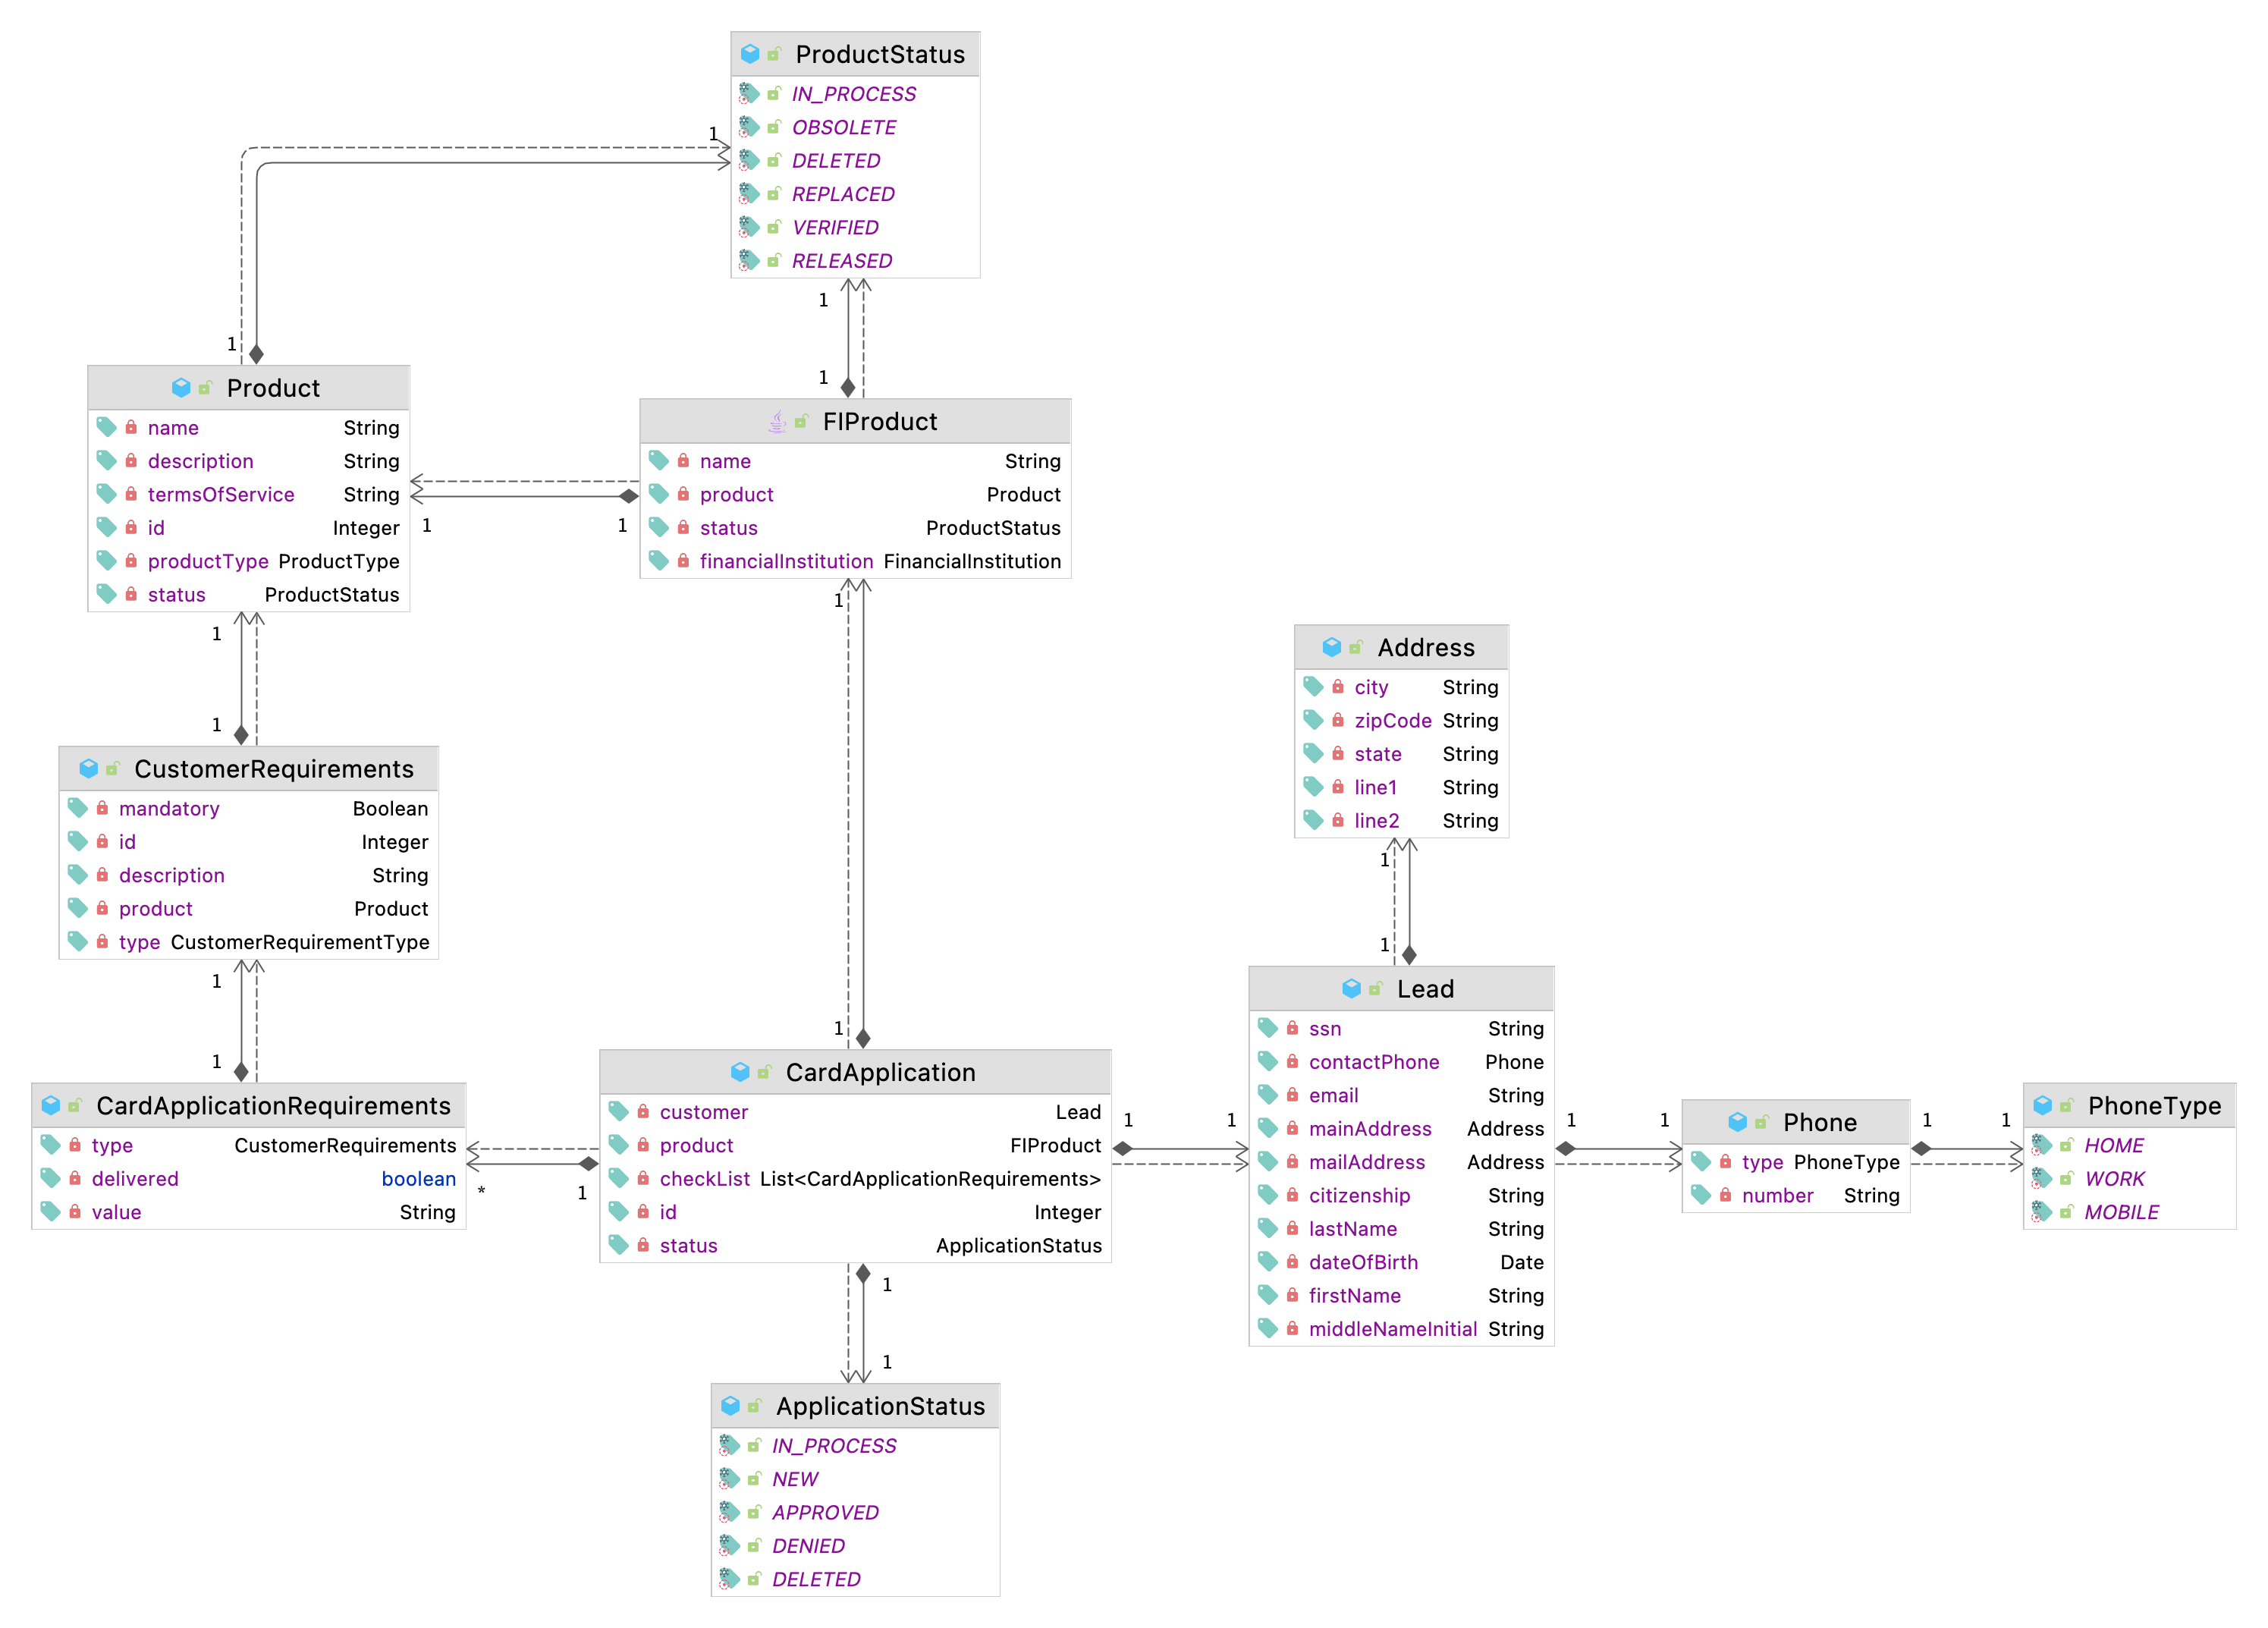 ProductStatus
IN_PROCESS
OBSOLETE
DELETED
REPLACED
VERIFIED
RELEASED
1
1
1
1
Product
name String
description String
termsOfService String
id Integer
productType ProductType
status ProductStatus
FIProduct
name String
product Product
status ProductStatus
financialInstitution FinancialInstitution
1
1
1
1
1
1
CustomerRequirements
mandatory Boolean
id Integer
description String
product Product
type CustomerRequirementType
1
1
CardApplicationRequirements
type CustomerRequirements
delivered boolean
value String
*
1
CardApplication
customer Lead
product FIProduct
checkList List<CardApplicationRequirements>
id Integer
status ApplicationStatus
1
1
1
1
ApplicationStatus
IN_PROCESS
NEW
APPROVED
DENIED
DELETED
Address
city String
zipCode String
state String
line1 String
line2 String
1
1
Lead
ssn String
contactPhone Phone
email String
mainAddress Address
mailAddress Address
citizenship String
lastName String
dateOfBirth Date
firstName String
middleNameInitial String
1
1
Phone
type PhoneType
number String
1
1
PhoneType
HOME
WORK
MOBILE